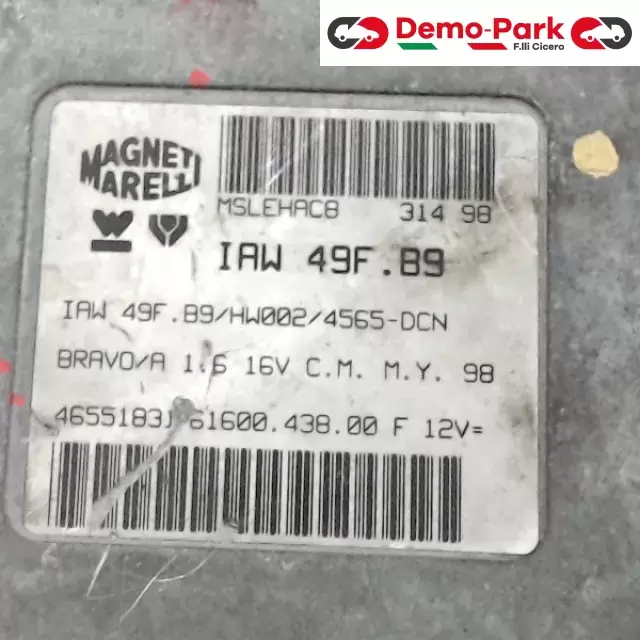 Demo-Park
F.lli Cicero
MAGNETI
MARELLI
MSLEHAC8 314 98
IAW 49F.B9
IAW 49F.B9/HW002/4565-DCN
BRAVO/A 1.6 16V C.M. M.Y. 98
4655183 61600.438.00 F 12V=